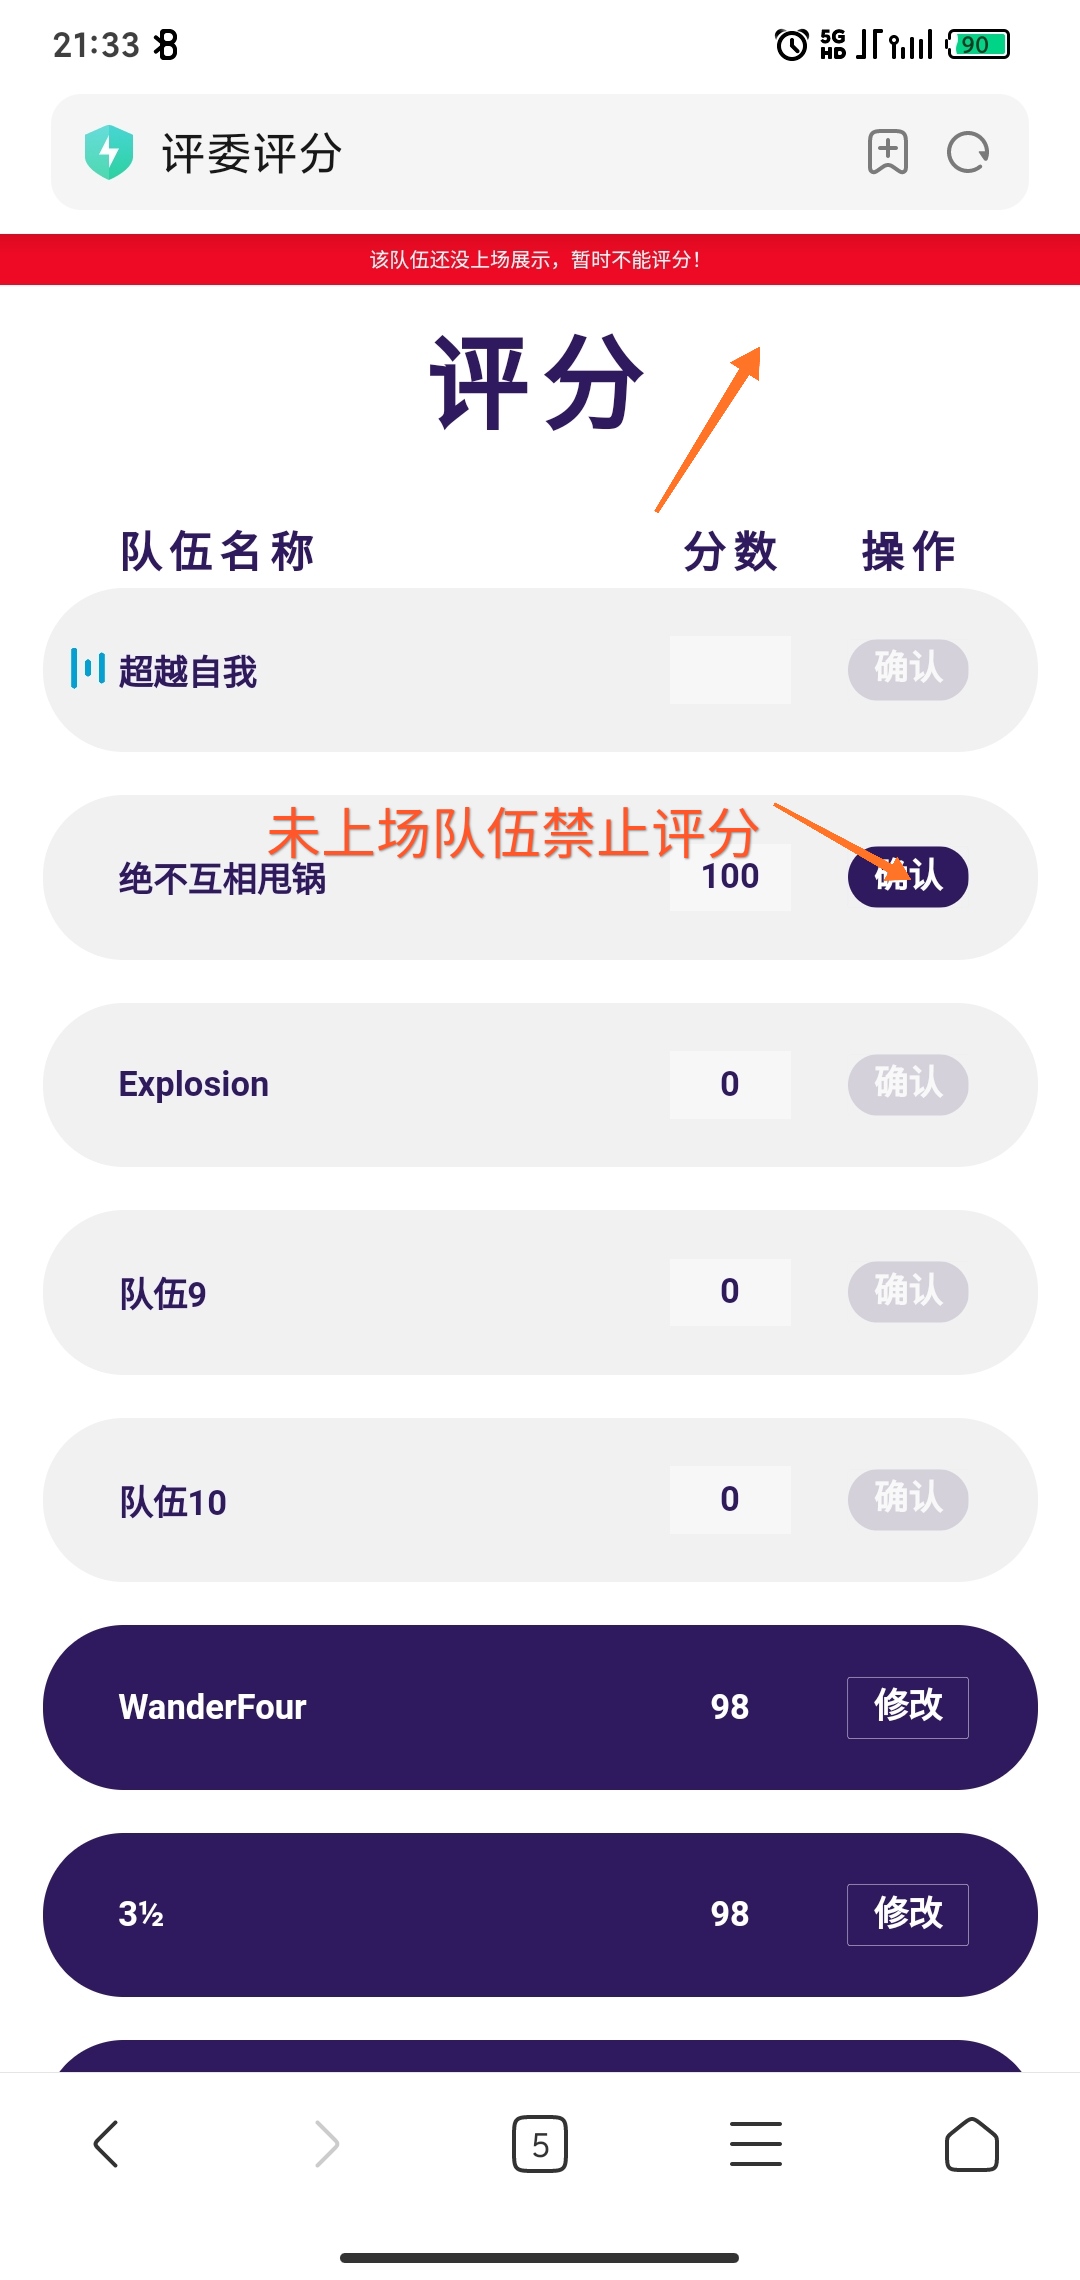 21:33 5G HD 90
评委评分
该队伍还没上场展示，暂时不能评分！
评分
队伍名称 分数 操作
超越自我 确认
未上场队伍禁止评分
绝不互相甩锅 100 确认
Explosion 0 确认
队伍9 0 确认
队伍10 0 确认
WanderFour 98 修改
3½ 98 修改
5